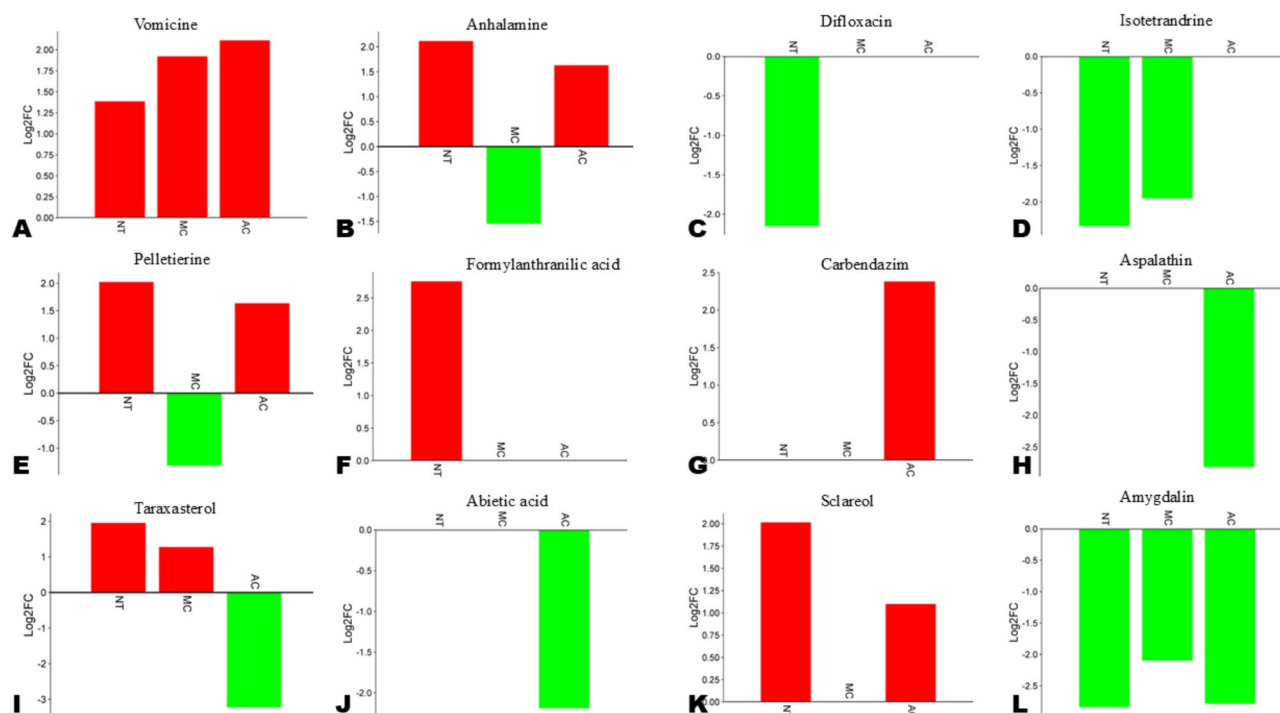 Vomicine
2.00
1.75
1.50
1.25
1.00
0.75
0.50
0.25
0.00
Log2FC
NT
MC
AC
A
Anhalamine
2.0
1.5
1.0
0.5
0.0
-0.5
-1.0
-1.5
Log2FC
NT
MC
AC
B
Difloxacin
NT
MC
AC
0.0
-0.5
-1.0
-1.5
-2.0
Log2FC
C
Isotetrandrine
NT
MC
AC
0.0
-0.5
-1.0
-1.5
-2.0
Log2FC
D
Pelletierine
2.0
1.5
1.0
0.5
0.0
-0.5
-1.0
Log2FC
NT
MC
AC
E
Formylanthranilic acid
2.5
2.0
1.5
1.0
0.5
0.0
Log2FC
NT
MC
AC
F
Carbendazim
2.5
2.0
1.5
1.0
0.5
0.0
Log2FC
NT
MC
AC
G
Aspalathin
NT
MC
AC
0.0
-0.5
-1.0
-1.5
-2.0
-2.5
Log2FC
H
Taraxasterol
2
1
0
-1
-2
-3
Log2FC
NT
MC
AC
I
Abietic acid
NT
MC
AC
0.0
-0.5
-1.0
-1.5
-2.0
Log2FC
J
Sclareol
2.00
1.75
1.50
1.25
1.00
0.75
0.50
0.25
0.00
Log2FC
MC
K
Amygdalin
NT
MC
AC
0.0
-0.5
-1.0
-1.5
-2.0
-2.5
Log2FC
L